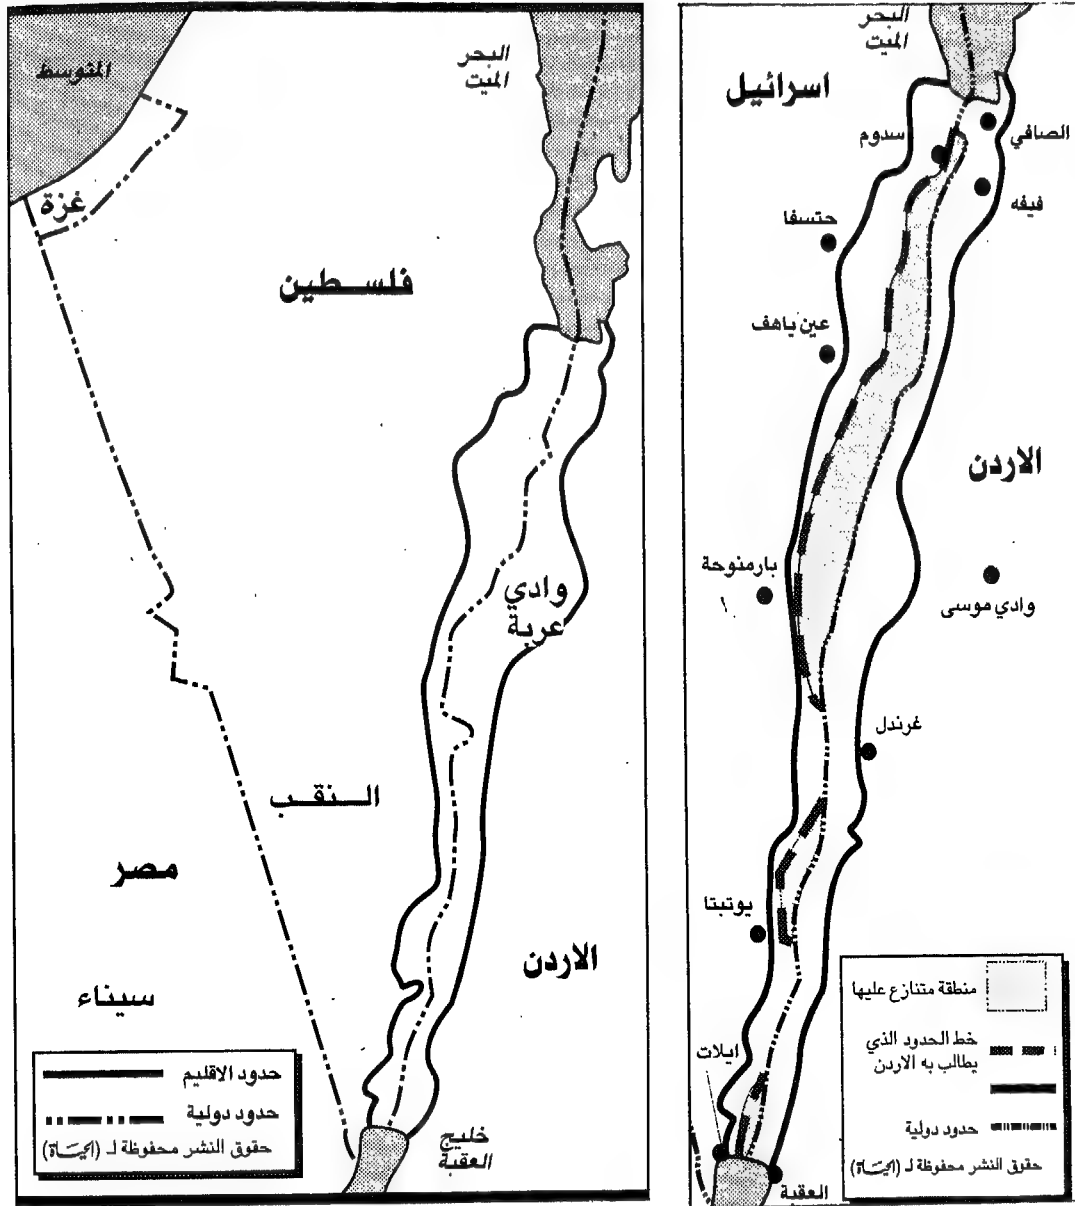 المتوسط
البحر
الميت
غزة
فلسطين
وادي
عربة
النقب
مصر
الاردن
سيناء
حدود الاقليم
حدود دولية
حقوق النشر محفوظة لـ (الحياة)
خليج
العقبة
البحر
الميت
اسرائيل
الصافي
سدوم
فيفه
حتسفا
عين ياهف
الاردن
بارمنوحة
وادي موسى
غرندل
يوتبتا
منطقة متنازع عليها
خط الحدود الذي
يطالب به الاردن
حدود دولية
حقوق النشر محفوظة لـ (الحياة)
ايلات
العقبة